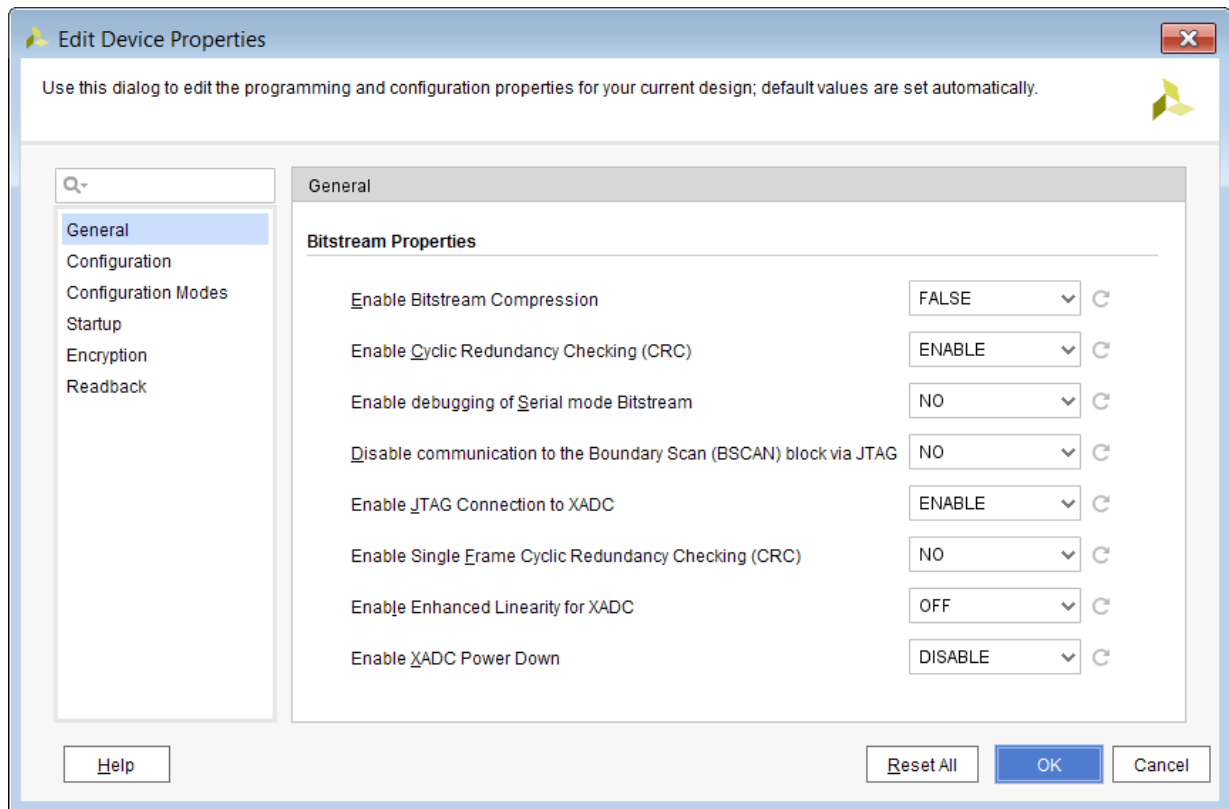 Edit Device Properties
Use this dialog to edit the programming and configuration properties for your current design; default values are set automatically.
General
Configuration
Configuration Modes
Startup
Encryption
Readback
General
Bitstream Properties
Enable Bitstream Compression FALSE
Enable Cyclic Redundancy Checking (CRC) ENABLE
Enable debugging of Serial mode Bitstream NO
Disable communication to the Boundary Scan (BSCAN) block via JTAG NO
Enable JTAG Connection to XADC ENABLE
Enable Single Frame Cyclic Redundancy Checking (CRC) NO
Enable Enhanced Linearity for XADC OFF
Enable XADC Power Down DISABLE
Help Reset All OK Cancel